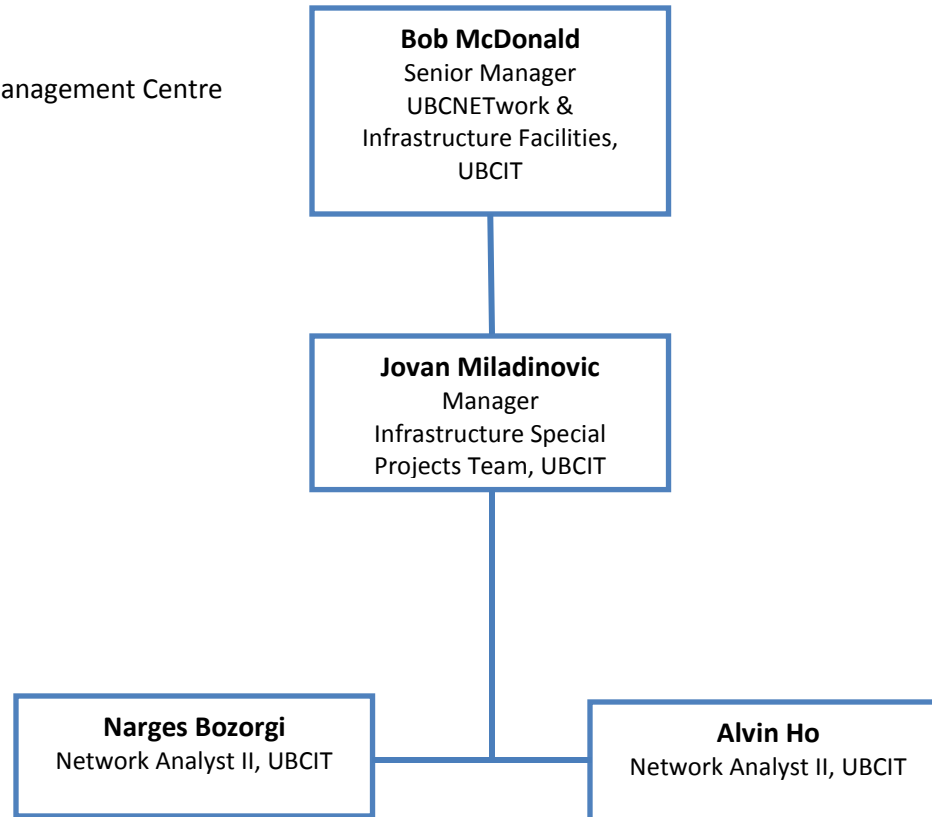 Bob McDonald
Senior Manager
anagement Centre
UBCNETwork &
Infrastructure Facilities,
UBCIT
Jovan Miladinovic
Manager
Infrastructure Special
Projects Team, UBCIT
Narges Bozorgi
Network Analyst II, UBCIT
Alvin Ho
Network Analyst II, UBCIT